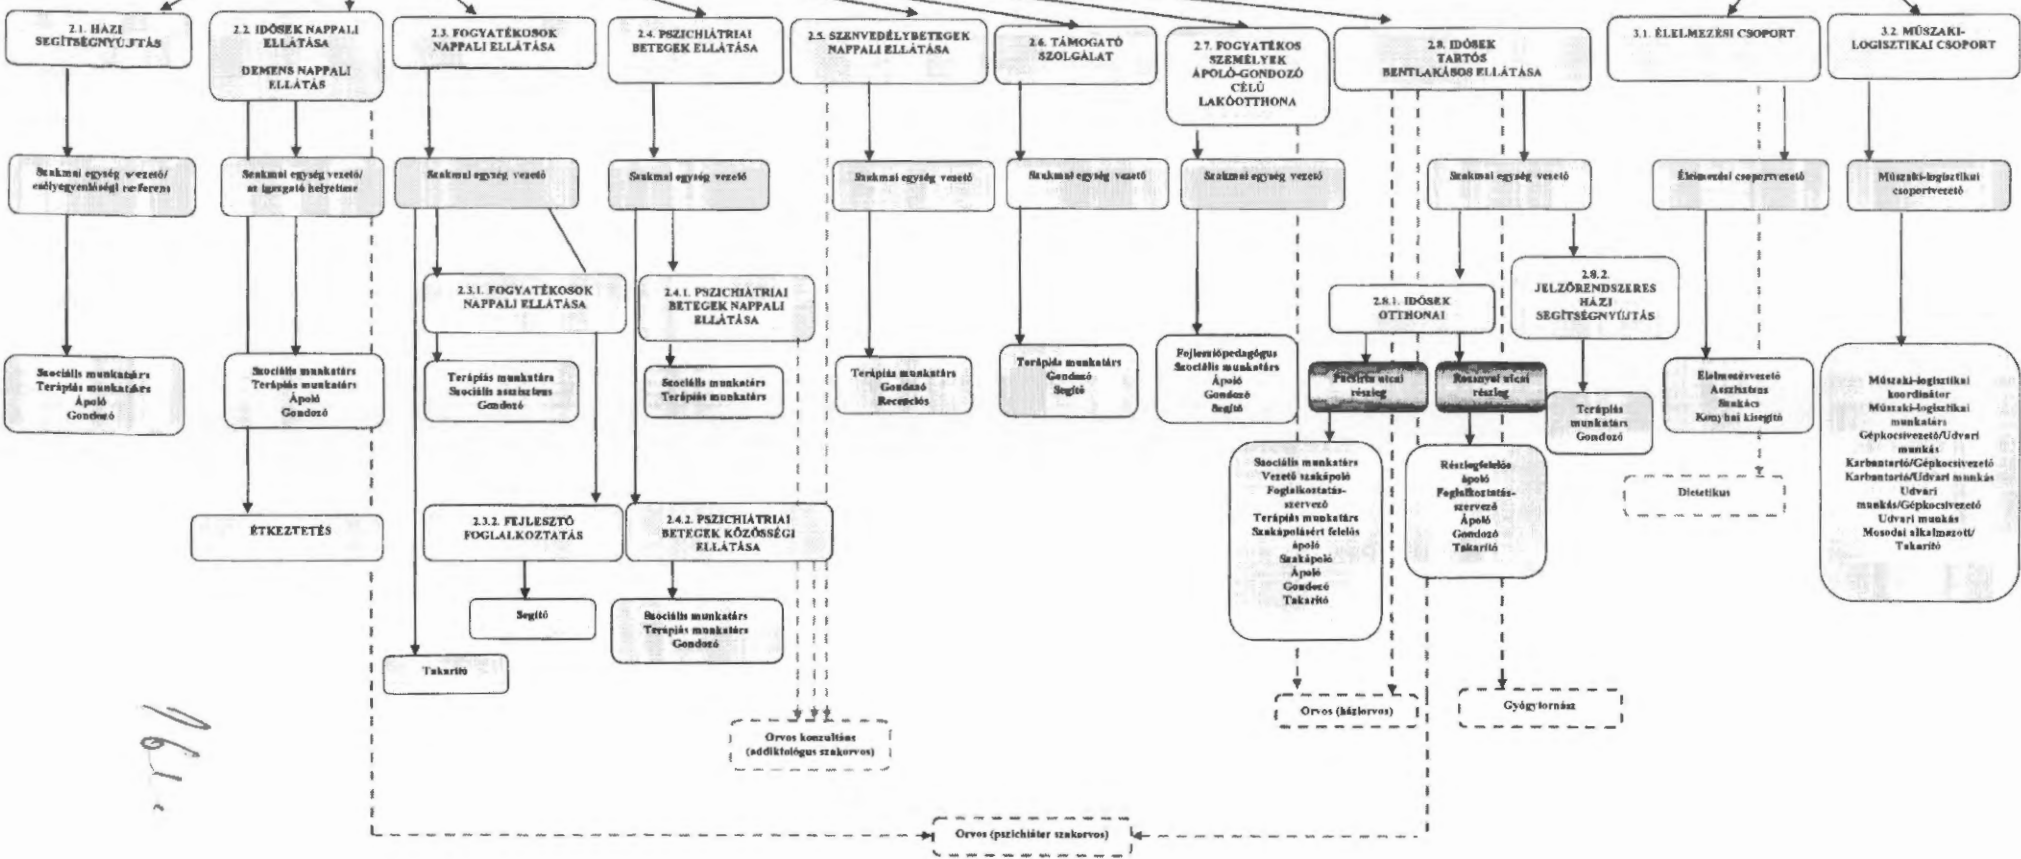 2.1. HÁZI
SEGÍTSÉGNYÚJTÁS
2.2. IDŐSEK NAPPALI
ELLÁTÁSA
DEMENS NAPPALI
ELLÁTÁS
2.3. FOGYATÉKOSOK
NAPPALI ELLÁTÁSA
2.4. PSZICHIÁTRIAI
BETEGEK ELLÁTÁSA
2.5. SZENVEDÉLYBETEGEK
NAPPALI ELLÁTÁSA
2.6. TÁMOGATÓ
SZOLGÁLAT
2.7. FOGYATÉKOS
SZEMÉLYEK
ÁPOLÓ-GONDOZÓ
CÉLÚ
LAKÓOTTHONA
2.8. IDŐSEK
TARTÓS
BENTLAKÁSOS ELLÁTÁSA
3.1. ÉLELMEZÉSI CSOPORT
3.2. MŰSZAKI-
LOGISZTIKAI CSOPORT
Szakmai egység vezető/
esélyegyenlőségi referens
Szakmai egység vezető/
az igazgató helyettese
Szakmai egység vezető
Szakmai egység vezető
Szakmai egység vezető
Szakmai egység vezető
Szakmai egység vezető
Szakmai egység vezető
Élelmezési csoportvezető
Műszaki-logisztikai
csoportvezető
2.3.1. FOGYATÉKOSOK
NAPPALI ELLÁTÁSA
2.4.1. PSZICHIÁTRIAI
BETEGEK NAPPALI
ELLÁTÁSA
2.8.1. IDŐSEK
OTTHONAI
2.8.2.
JELZŐRENDSZERES
HÁZI
SEGÍTSÉGNYÚJTÁS
Szociális munkatárs
Terápiás munkatárs
Ápoló
Gondozó
Szociális munkatárs
Terápiás munkatárs
Ápoló
Gondozó
Terápiás munkatárs
Szociális asszisztens
Gondozó
Szociális munkatárs
Terápiás munkatárs
Terápiás munkatárs
Gondozó
Recepciós
Terápiás munkatárs
Gondozó
Segítő
Fejlesztőpedagógus
Szociális munkatárs
Ápoló
Gondozó
Segítő
Pacsirta utcai
részleg
Rozsnyai utcai
részleg
Terápiás
munkatárs
Gondozó
Élelmezésvezető
Asszisztens
Szakács
Konyhai kisegítő
Műszaki-logisztikai
koordinátor
Műszaki-logisztikai
munkatárs
Gépkocsivezető/Udvari
munkás
Karbantartó/Gépkocsivezető
Karbantartó/Udvari munkás
Udvari
munkás/Gépkocsivezető
Udvari munkás
Mosodai alkalmazott/
Takarító
ÉTKEZTETÉS
2.3.2. FEJLESZTŐ
FOGLALKOZTATÁS
2.4.2. PSZICHIÁTRIAI
BETEGEK KÖZÖSSÉGI
ELLÁTÁSA
Szociális munkatárs
Vezető szakápoló
Foglalkoztatás-
szervező
Terápiás munkatárs
Szakápolásért felelős
ápoló
Szakápoló
Ápoló
Gondozó
Takarító
Részlegfelelős
ápoló
Foglalkoztatás-
szervező
Ápoló
Gondozó
Takarító
Dietetikus
Segítő
Szociális munkatárs
Terápiás munkatárs
Gondozó
Takarító
Orvos (háziorvos)
Gyógytornász
Orvos konzultáns
(addiktológus szakorvos)
Orvos (pszichiáter szakorvos)